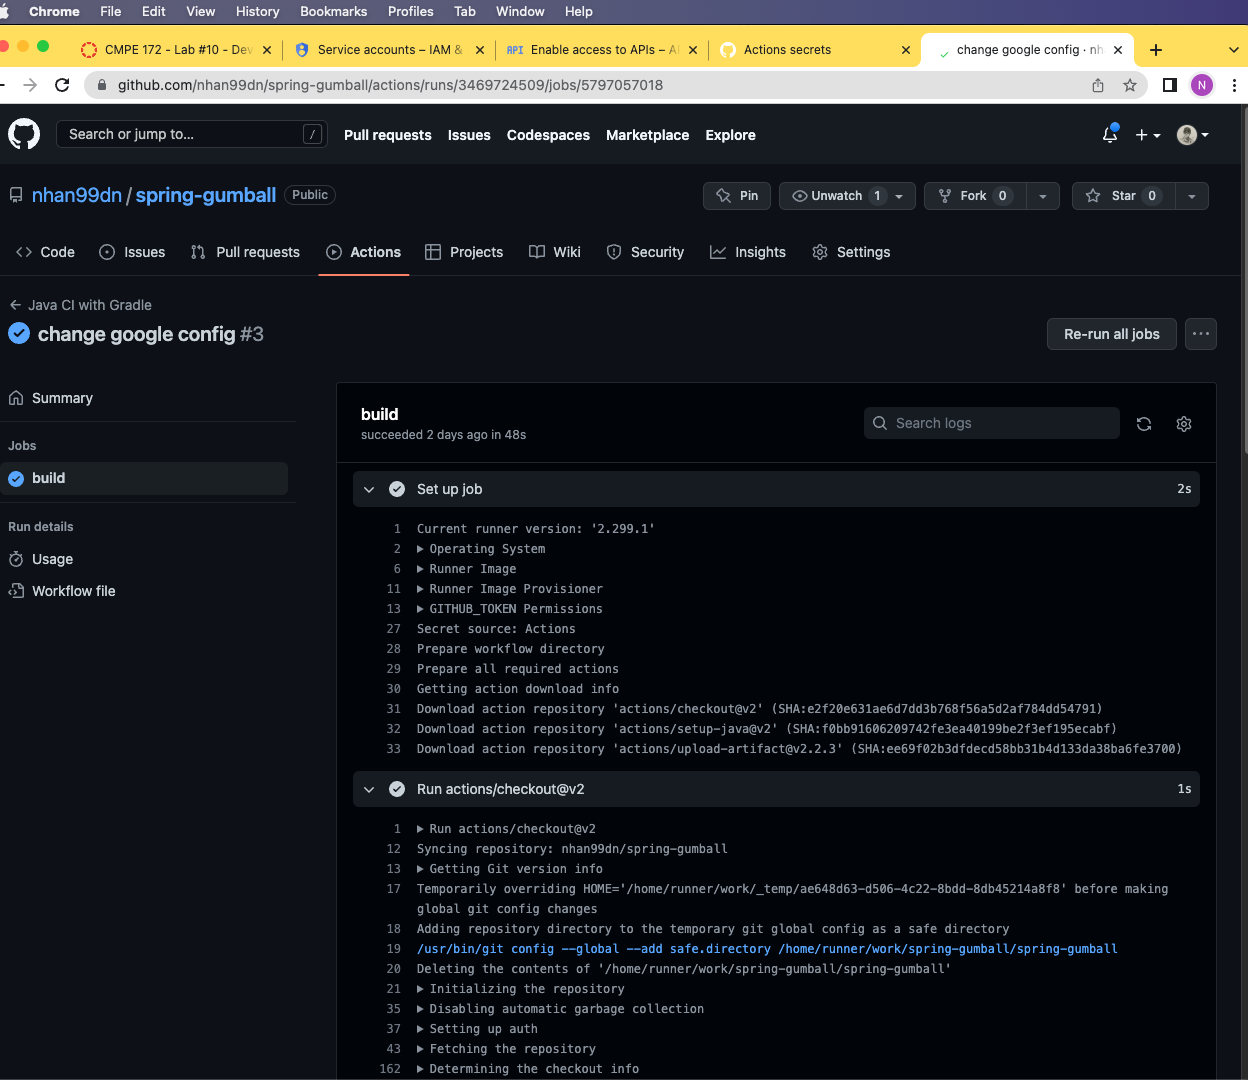 Chrome File Edit View History Bookmarks Profiles Tab Window Help
CMPE 172 - Lab #10 - Dev
Service accounts – IAM &
API Enable access to APIs – A
Actions secrets
change google config · nh
github.com/nhan99dn/spring-gumball/actions/runs/3469724509/jobs/5797057018
N
Search or jump to... /
Pull requests Issues Codespaces Marketplace Explore
nhan99dn / spring-gumball Public
Pin
Unwatch 1
Fork 0
Star 0
Code Issues Pull requests Actions Projects Wiki Security Insights Settings
Java CI with Gradle
change google config #3
Re-run all jobs
Summary
Jobs
build
Run details
Usage
Workflow file
build
succeeded 2 days ago in 48s
Search logs
Set up job 2s
1 Current runner version: '2.299.1'
2 Operating System
6 Runner Image
11 Runner Image Provisioner
13 GITHUB_TOKEN Permissions
27 Secret source: Actions
28 Prepare workflow directory
29 Prepare all required actions
30 Getting action download info
31 Download action repository 'actions/checkout@v2' (SHA:e2f20e631ae6d7dd3b768f56a5d2af784dd54791)
32 Download action repository 'actions/setup-java@v2' (SHA:f0bb91606209742fe3ea40199be2f3ef195ecabf)
33 Download action repository 'actions/upload-artifact@v2.2.3' (SHA:ee69f02b3dfdecd58bb31b4d133da38ba6fe3700)
Run actions/checkout@v2 1s
1 Run actions/checkout@v2
12 Syncing repository: nhan99dn/spring-gumball
13 Getting Git version info
17 Temporarily overriding HOME='/home/runner/work/_temp/ae648d63-d506-4c22-8bdd-8db45214a8f8' before making
global git config changes
18 Adding repository directory to the temporary git global config as a safe directory
19 /usr/bin/git config --global --add safe.directory /home/runner/work/spring-gumball/spring-gumball
20 Deleting the contents of '/home/runner/work/spring-gumball/spring-gumball'
21 Initializing the repository
35 Disabling automatic garbage collection
37 Setting up auth
43 Fetching the repository
162 Determining the checkout info